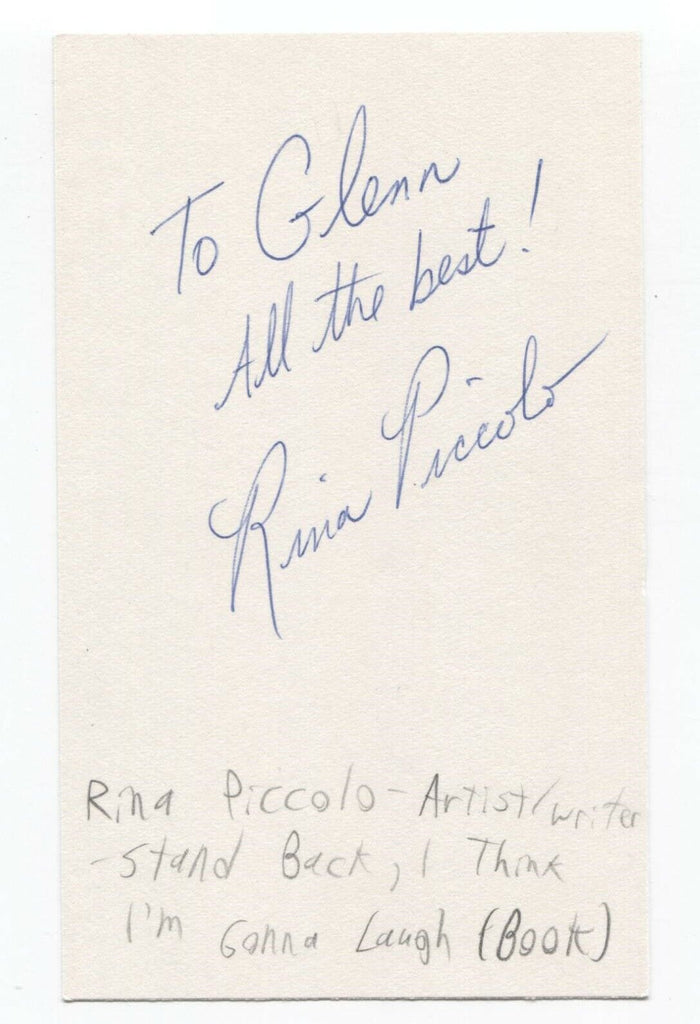 To Glenn
All the best!
Rina Piccolo
Rina Piccolo - Artist/writer
- Stand Back, I Think
I'm Gonna Laugh (Book)